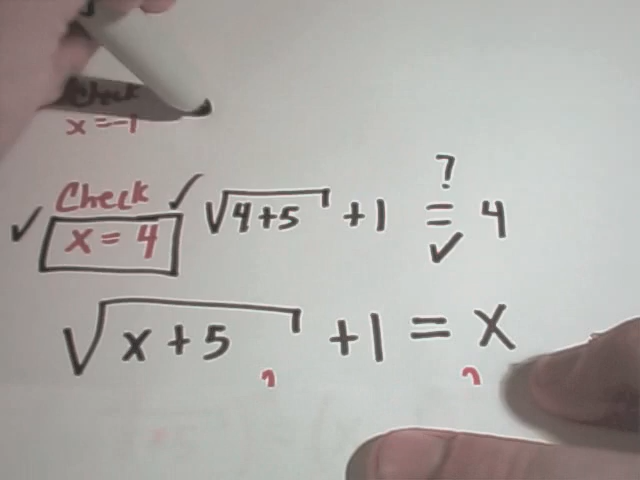 Check
x = -1
?
Check ✓ √4+5 + 1 = 4
✓ x = 4 ✓
√x + 5 + 1 = x